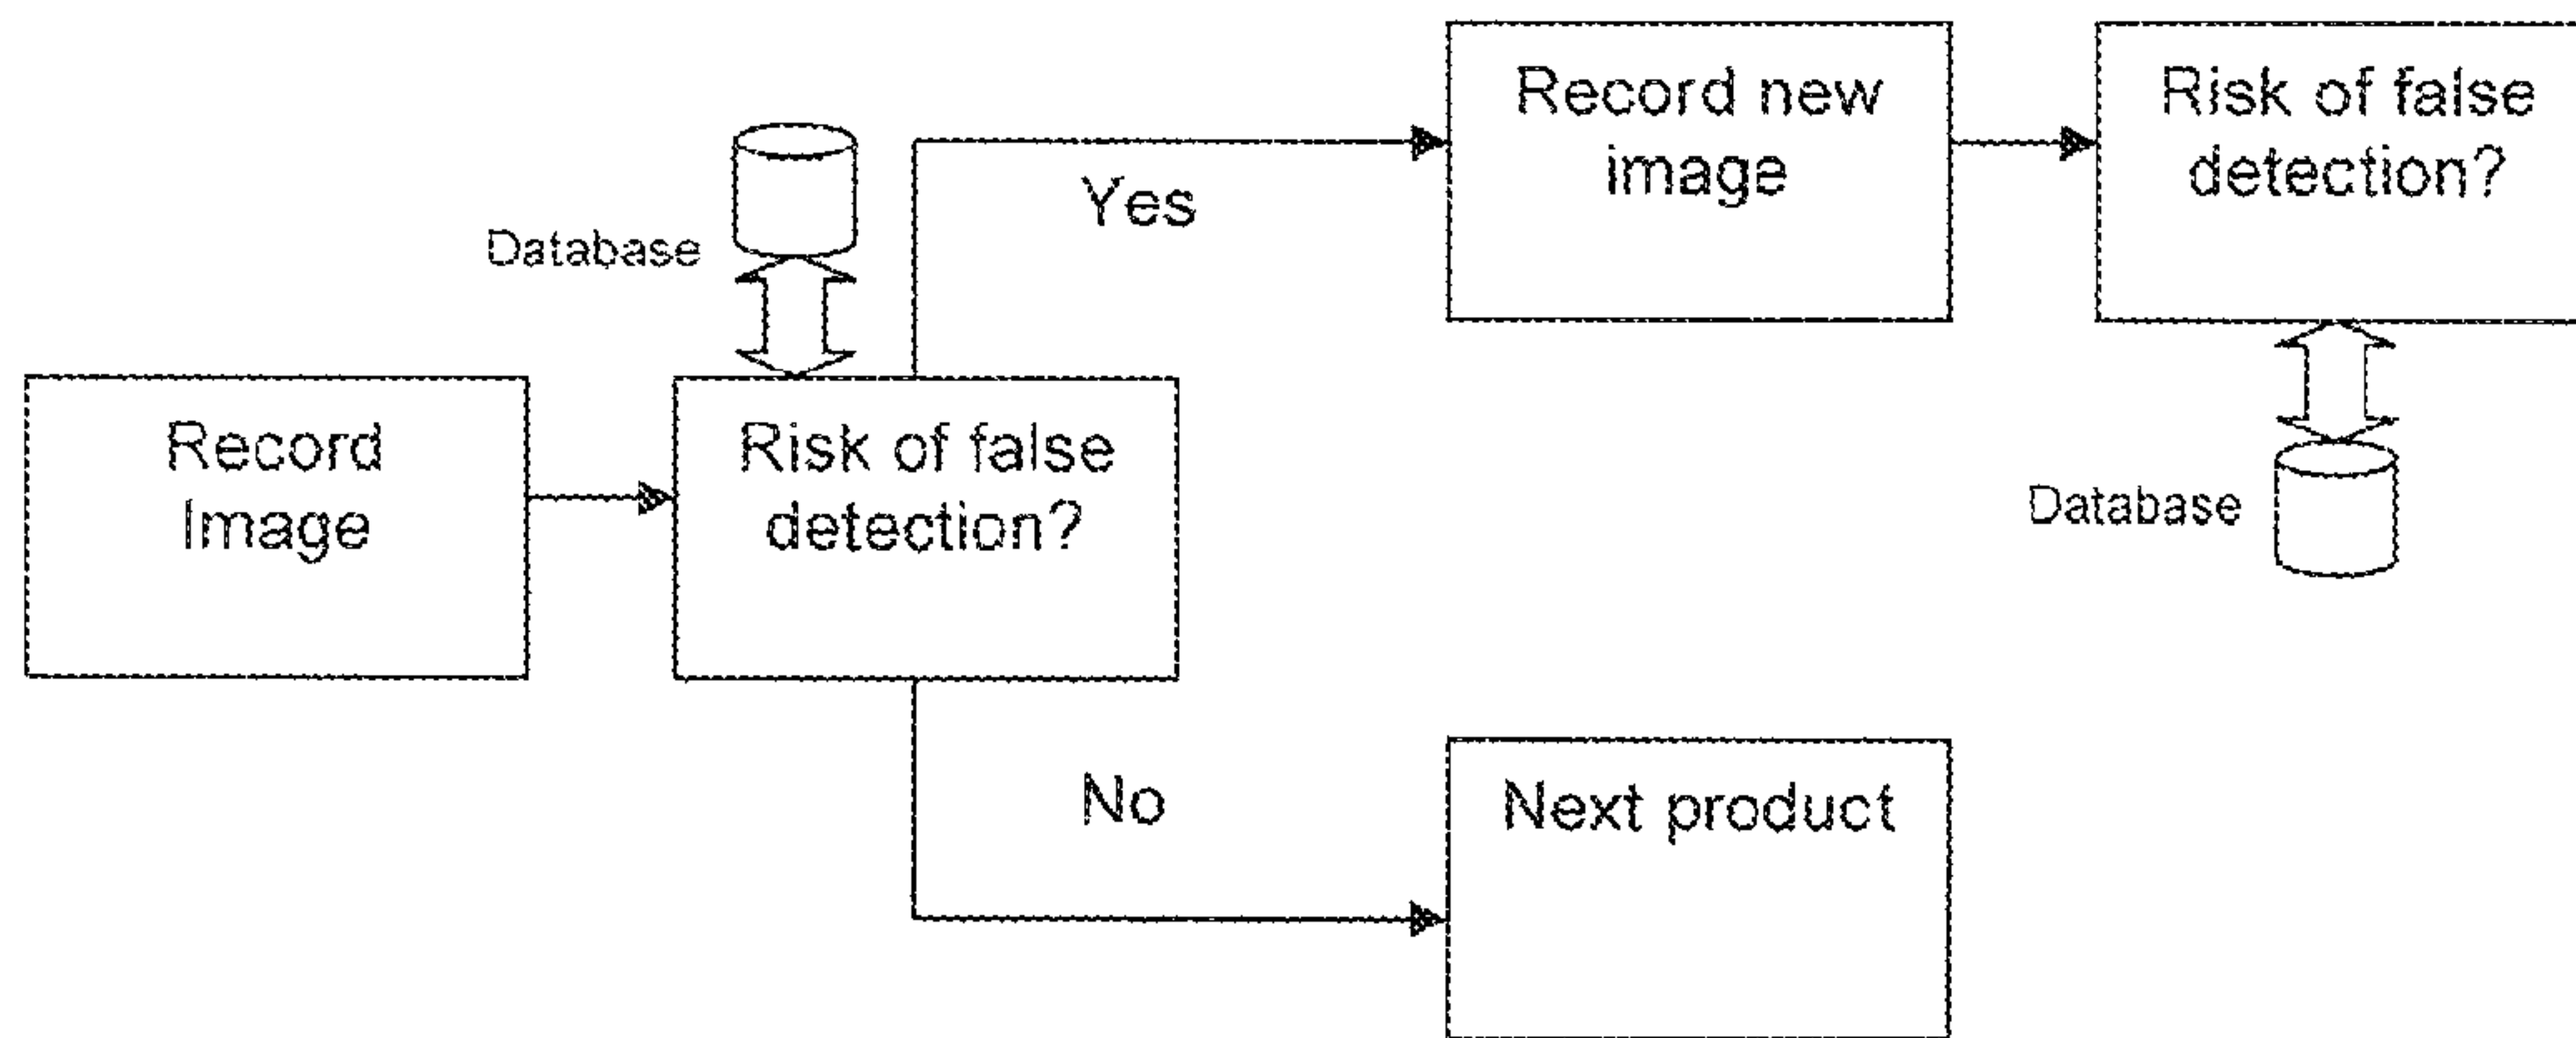 Record
Image
Database
Risk of false
detection?
Yes
Record new
image
Risk of false
detection?
Database
No
Next product